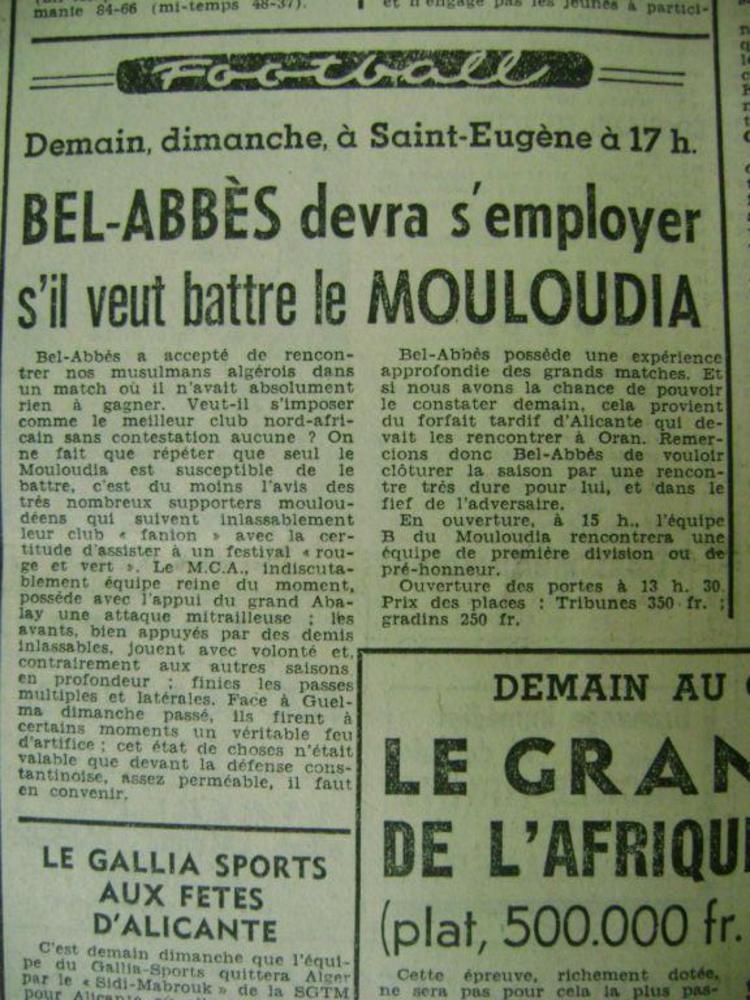 manie 84-66 (mi-temps 48-37).
et n'engage pas les jeunes à partici-
Football
Demain, dimanche, à Saint-Eugène à 17 h.
BEL-ABBÈS devra s'employer
s'il veut battre le MOULOUDIA
Bel-Abbès a accepté de rencon-
trer nos musulmans algérois dans
un match où il n'avait absolument
rien à gagner. Veut-il s'imposer
comme le meilleur club nord-afri-
cain sans contestation aucune ? On
ne fait que répéter que seul le
Mouloudia est susceptible de le
battre, c'est du moins l'avis des
très nombreux supporters moulou-
déens qui suivent inlassablement
leur club « fanion » avec la cer-
titude d'assister à un festival « rou-
ge et vert ». Le M.C.A., indiscuta-
blement équipe reine du moment,
possède avec l'appui du grand Aba-
lay une attaque mitrailleuse ; les
avants, bien appuyés par des demis
inlassables, jouent avec volonté et,
contrairement aux autres saisons
en profondeur ; finies les passes
multiples et latérales. Face à Guel-
ma dimanche passé, ils firent à
certains moments un véritable feu
d'artifice ; cet état de choses n'était
valable que devant la défense cons-
tantinoise, assez perméable, il faut
en convenir.
Bel-Abbès possède une expérience
approfondie des grands matches. Et
si nous avons la chance de pouvoir
le constater demain, cela provient
du forfait tardif d'Alicante qui de-
vait les rencontrer à Oran. Remer-
cions donc Bel-Abbès de vouloir
clôturer la saison par une rencon-
tre très dure pour lui, et dans le
fief de l'adversaire.
En ouverture, à 15 h., l'équipe
B du Mouloudia rencontrera une
équipe de première division ou de
pré-honneur.
Ouverture des portes à 13 h. 30.
Prix des places : Tribunes 350 fr. ;
gradins 250 fr.
LE GALLIA SPORTS
AUX FETES
D'ALICANTE
C'est demain dimanche que l'équi-
pe du Gallia-Sports quittera Alger
par le « Sidi-Mabrouk » de la SGTM
pour Alicante
DEMAIN AU
LE GRAN
DE L'AFRIQU
(plat, 500.000 fr.
Cette épreuve, richement dotée,
ne sera pas pour cela la plus pas-